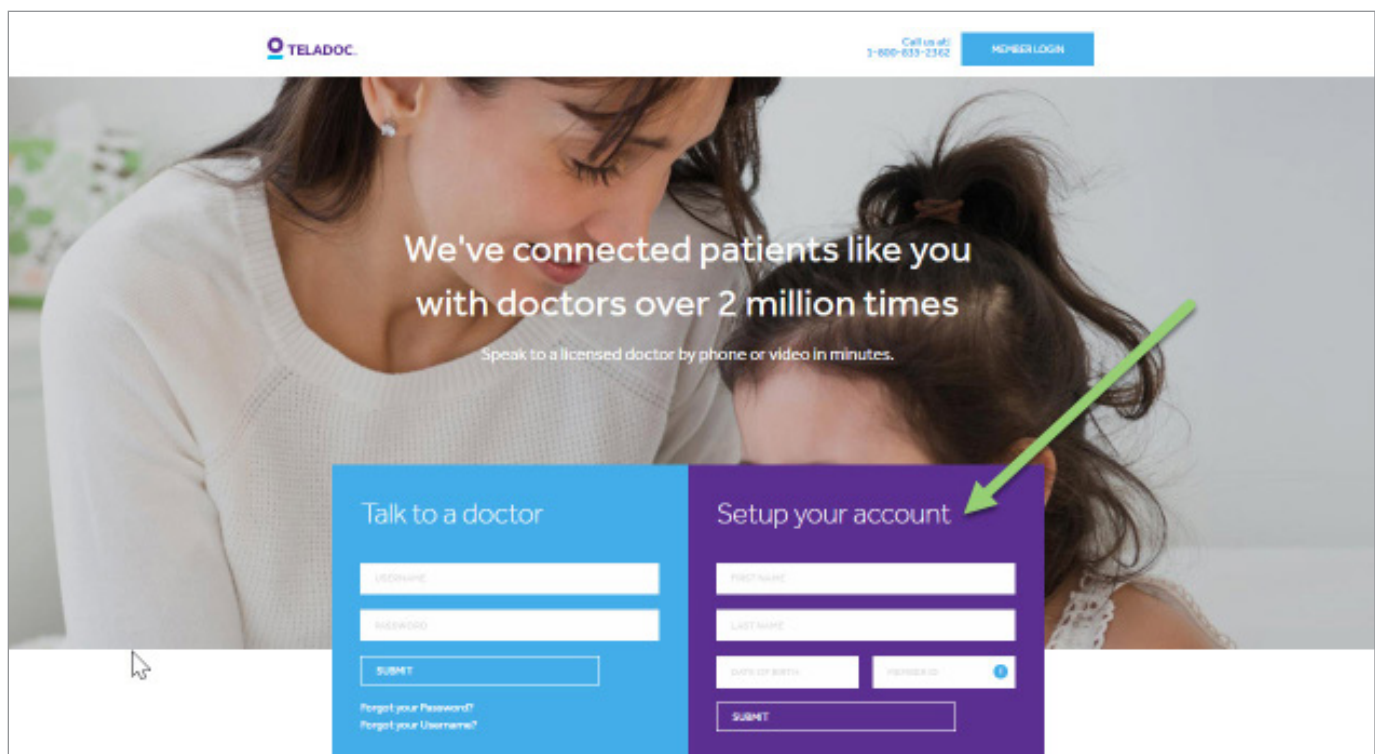 TELADOC.
Call us at:
1-800-835-2362
MEMBER LOGIN
We've connected patients like you
with doctors over 2 million times
Speak to a licensed doctor by phone or video in minutes.
Talk to a doctor
USERNAME
PASSWORD
SUBMIT
Forgot your Password?
Forgot your Username?
Setup your account
FIRST NAME
LAST NAME
DATE OF BIRTH
MEMBER ID
SUBMIT